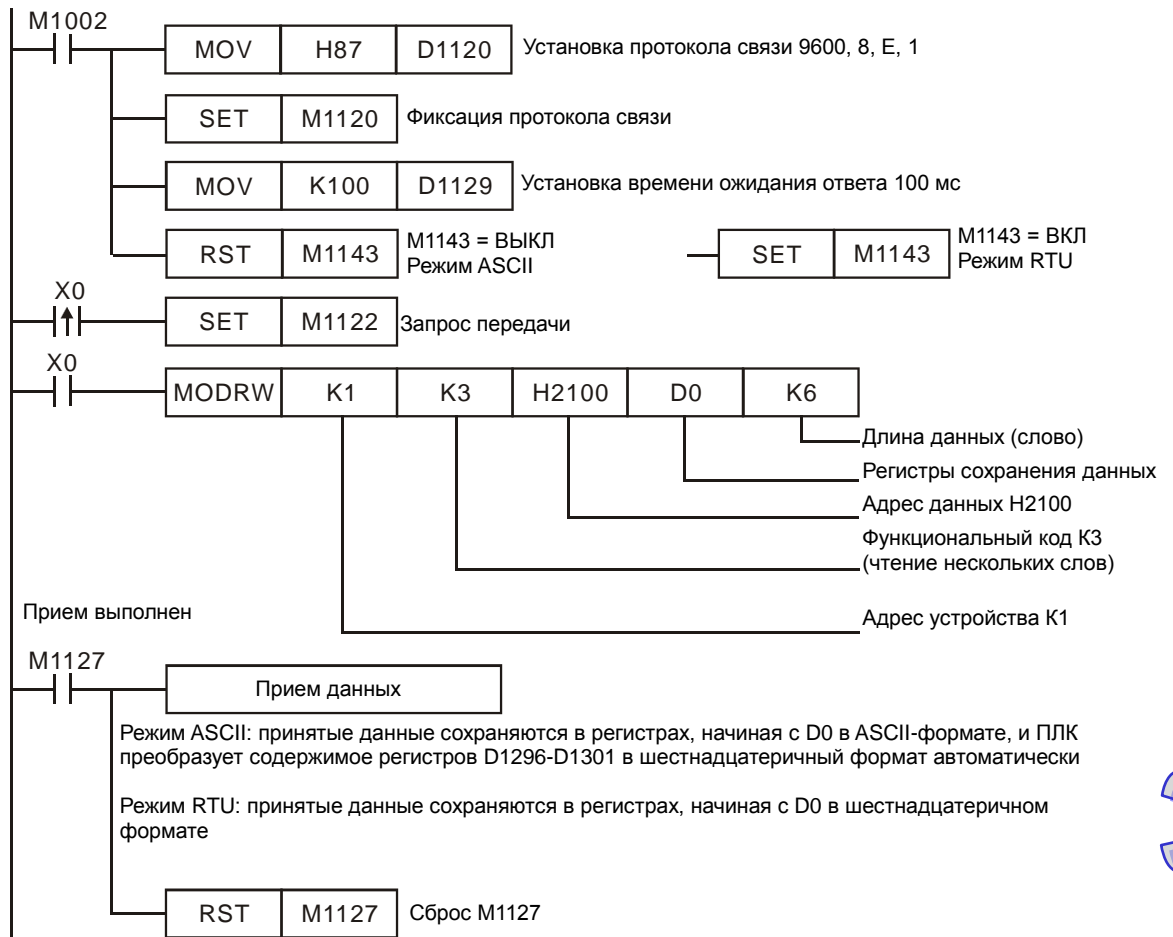 M1002
MOV H87 D1120 Установка протокола связи 9600, 8, E, 1
SET M1120 Фиксация протокола связи
MOV K100 D1129 Установка времени ожидания ответа 100 мс
RST M1143 M1143 = ВЫКЛ
Режим ASCII
SET M1143 M1143 = ВКЛ
Режим RTU
X0
SET M1122 Запрос передачи
X0
MODRW K1 K3 H2100 D0 K6
Длина данных (слово)
Регистры сохранения данных
Адрес данных H2100
Функциональный код K3
(чтение нескольких слов)
Адрес устройства K1
Прием выполнен
M1127
Прием данных
Режим ASCII: принятые данные сохраняются в регистрах, начиная с D0 в ASCII-формате, и ПЛК
преобразует содержимое регистров D1296-D1301 в шестнадцатеричный формат автоматически
Режим RTU: принятые данные сохраняются в регистрах, начиная с D0 в шестнадцатеричном
формате
RST M1127 Сброс M1127